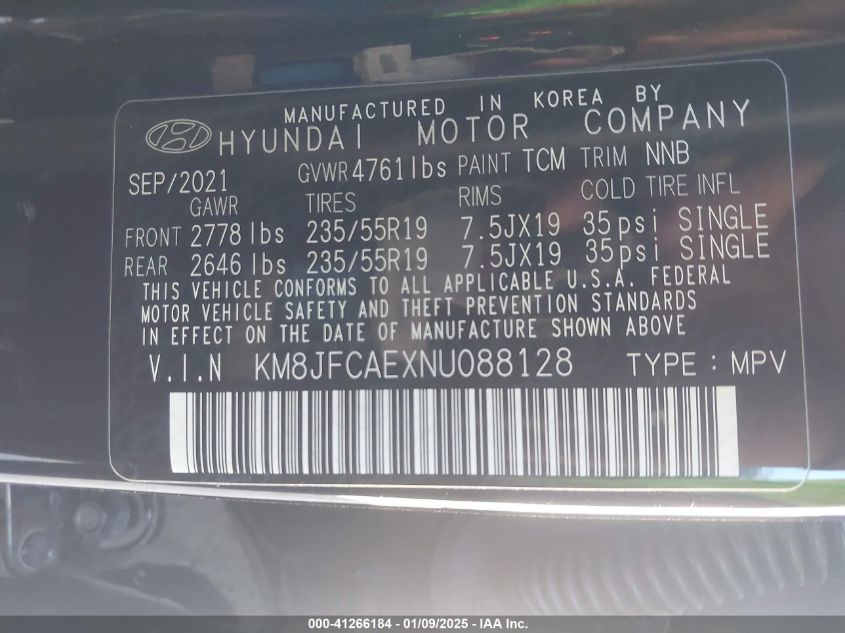 MANUFACTURED IN KOREA BY
HYUNDAI MOTOR COMPANY
SEP/2021 GVWR 4761lbs PAINT TCM TRIM NNB
GAWR TIRES RIMS COLD TIRE INFL
FRONT 2778 lbs 235/55R19 7.5JX19 35psi SINGLE
REAR 2646 lbs 235/55R19 7.5JX19 35psi SINGLE
THIS VEHICLE CONFORMS TO ALL APPLICABLE U.S.A. FEDERAL
MOTOR VEHICLE SAFETY AND THEFT PREVENTION STANDARDS
IN EFFECT ON THE DATE OF MANUFACTURE SHOWN ABOVE
V.I.N KM8JFCAEXNU088128 TYPE : MPV
000-41266184 - 01/09/2025 - IAA Inc.